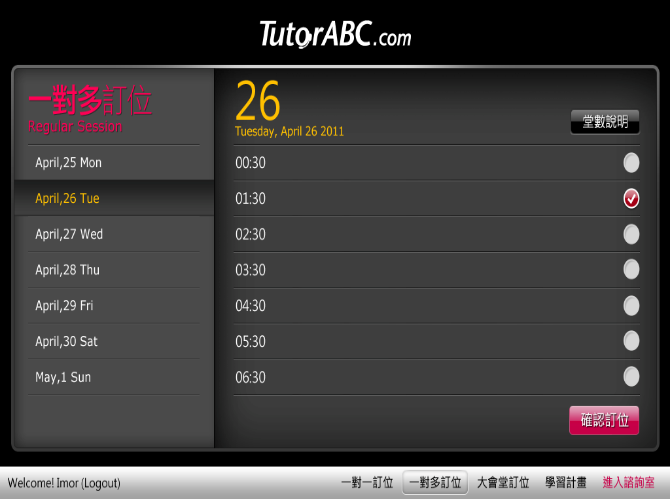 TutorABC.com
一對多訂位
Regular Session
April,25 Mon
April,26 Tue
April,27 Wed
April,28 Thu
April,29 Fri
April,30 Sat
May,1 Sun
26
Tuesday, April 26 2011
堂數說明
00:30
01:30
02:30
03:30
04:30
05:30
06:30
確認訂位
Welcome! Imor (Logout)
一對一訂位 一對多訂位 大會堂訂位 學習計畫 進入諮詢室